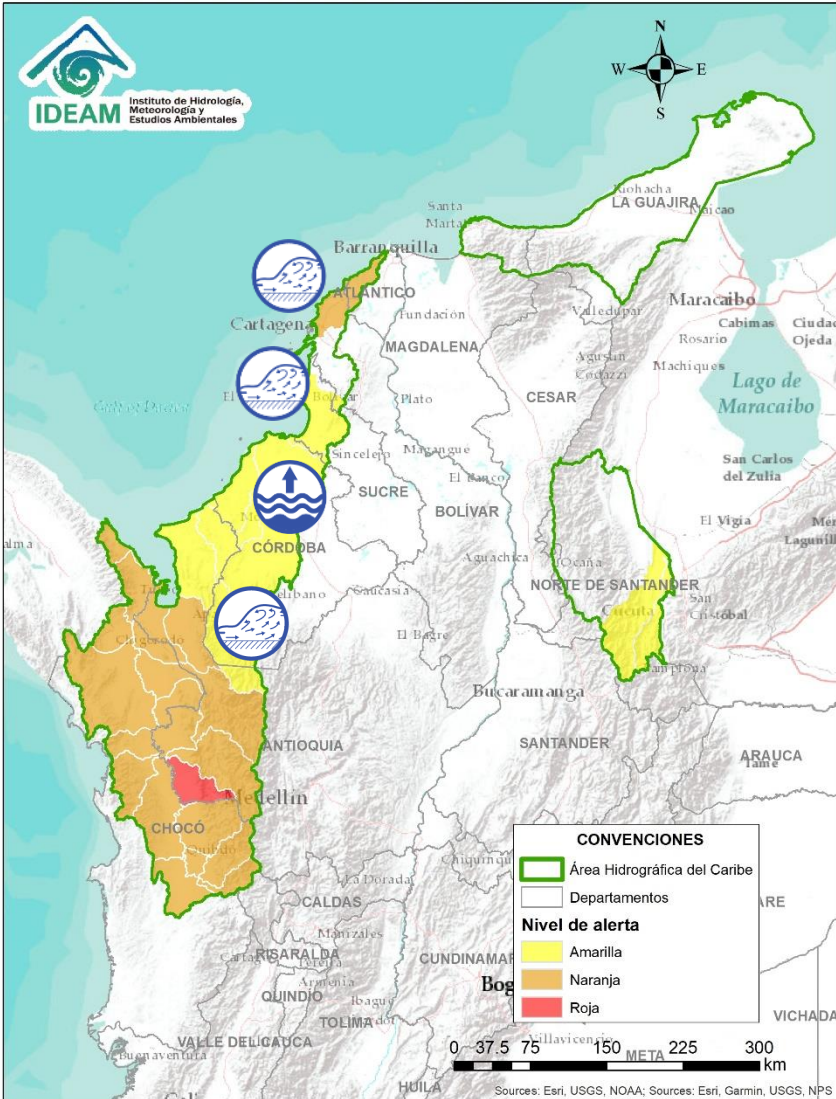 IDEAM
Instituto de Hidrología,
Meteorología y
Estudios Ambientales
N
W
E
S
LA GUAJIRA
Maicao
Santa
Marta
Barranquilla
ATLÁNTICO
Maracaibo
Cabimas
Ciudad
Ojeda
Fundación
Valledupar
Rosario
Cartagena
MAGDALENA
Machiques
Agustín
Codazzi
Lago de
Maracaibo
CESAR
Plato
Sincelejo
Magangue
San Carlos
del Zulia
El Banco
SUCRE
BOLÍVAR
El Vigía
CÓRDOBA
Aguachica
Ocaña
NORTE DE SANTANDER
San
Cristóbal
Caucasia
Cucuta
El Bagre
Bucaramanga
ANTIOQUIA
SANTANDER
ARAUCA
Tame
Medellín
CHOCÓ
Quibdó
La Dorada
CALDAS
Manizales
RISARALDA
Pereira
Armenia
QUINDÍO
Ibague
TOLIMA
VALLE DEL CAUCA
Buenaventura
HUILA
Villavicencio
META
VICHADA
CONVENCIONES
Área Hidrográfica del Caribe
Departamentos
Nivel de alerta
Amarilla
Naranja
Roja
0 37.5 75 150 225 300
km
Sources: Esri, USGS, NOAA; Sources: Esri, Garmin, USGS, NPS